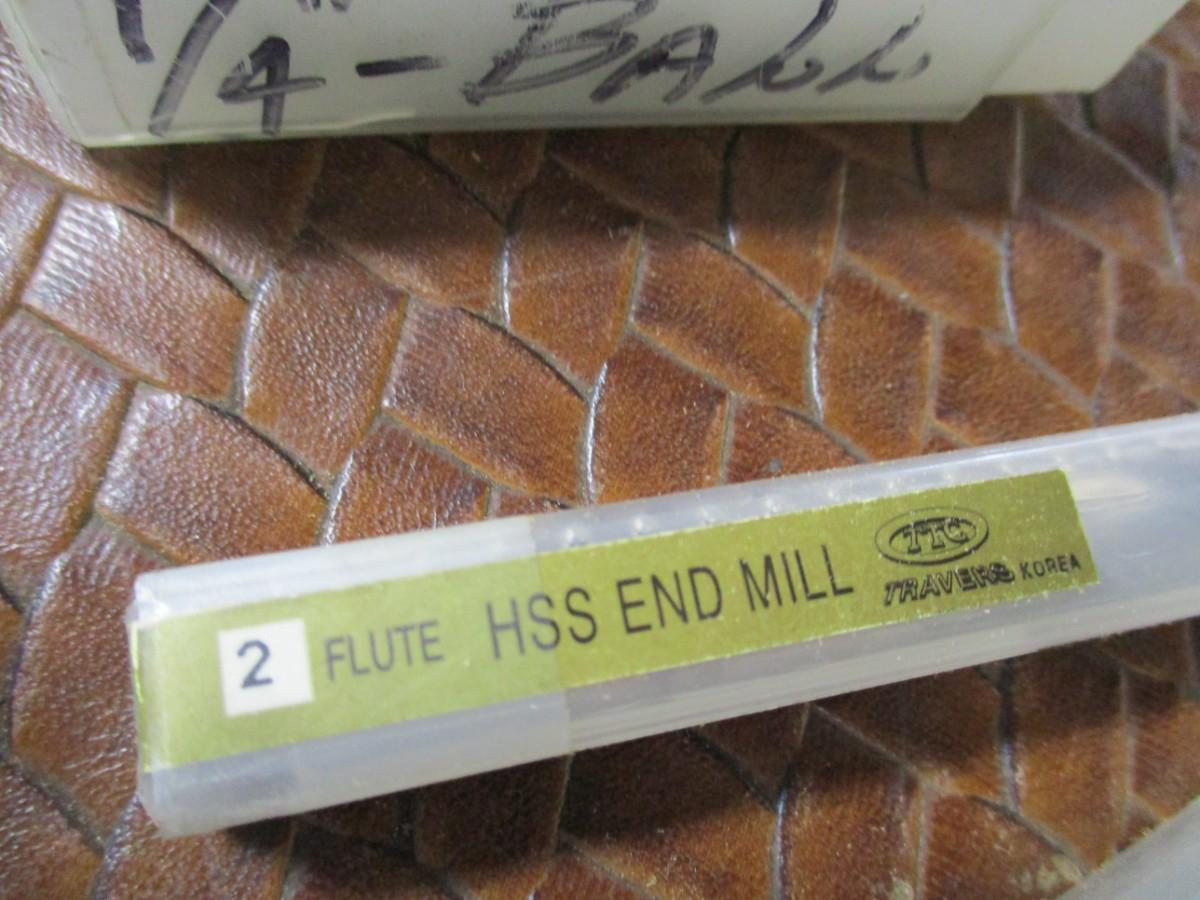 1/4" - BALL
2 FLUTE HSS END MILL
TTC
TRAVERS KOREA